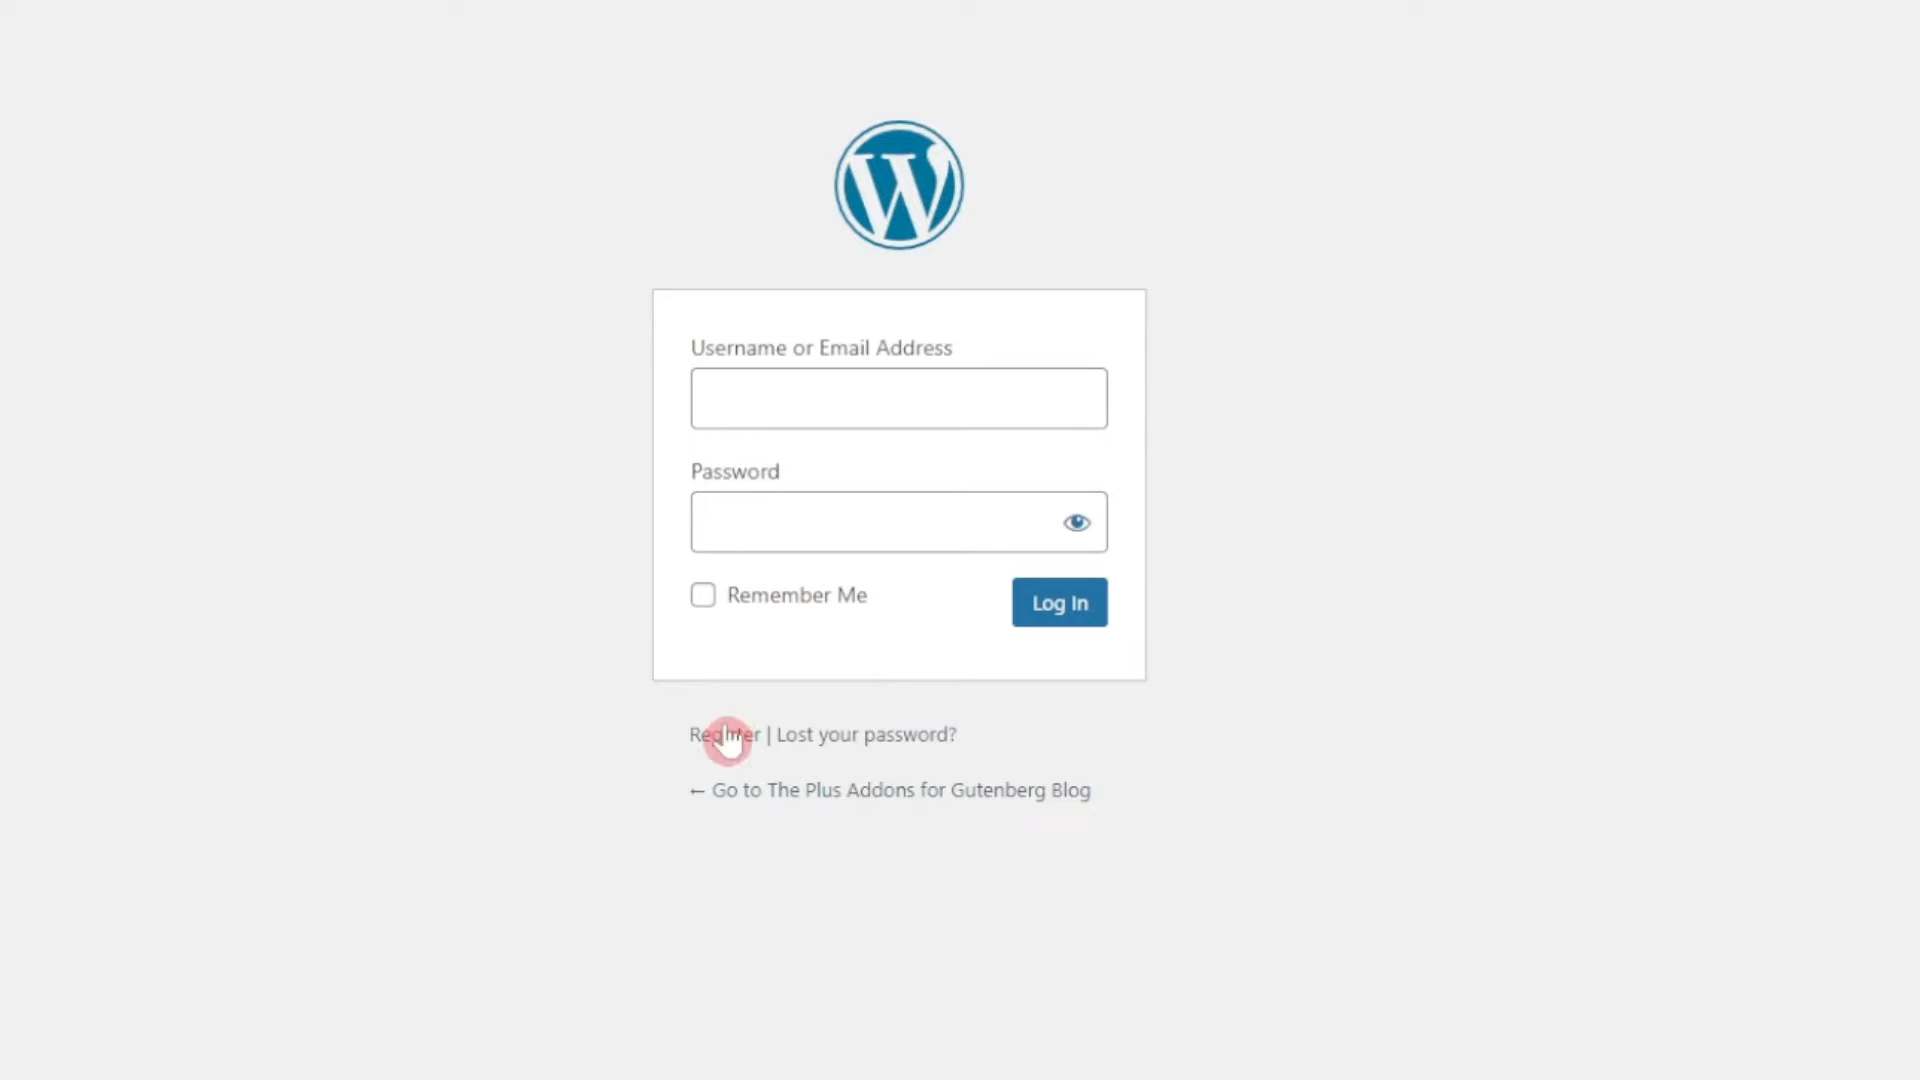 Username or Email Address
Password
Remember Me
Log In
Register | Lost your password?
← Go to The Plus Addons for Gutenberg Blog